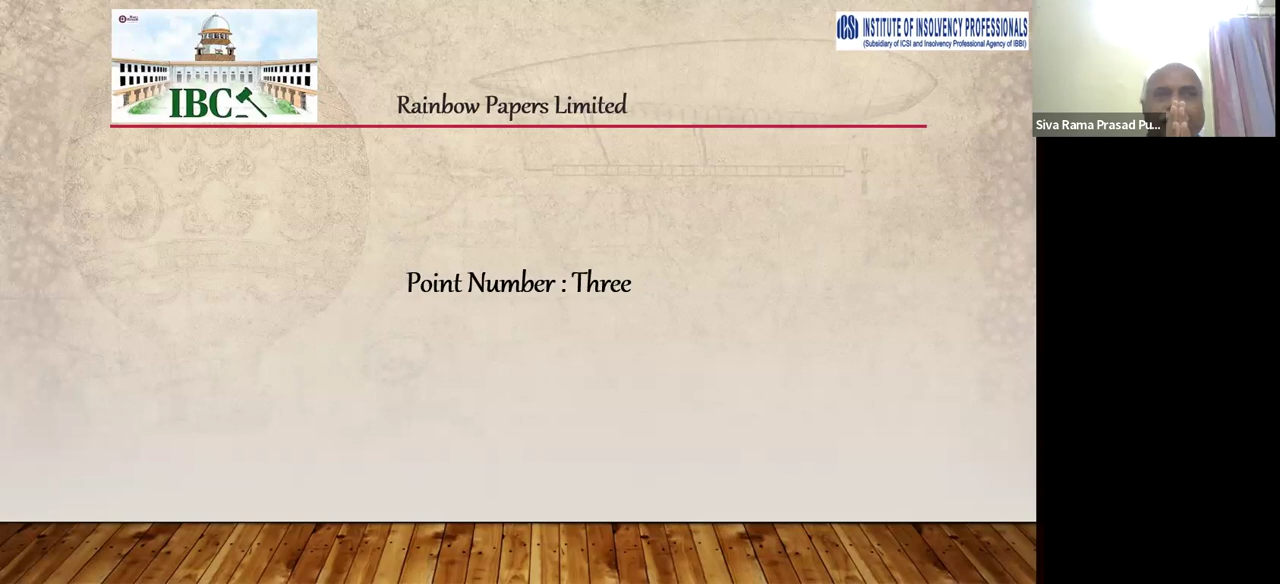 IBC
ICSI INSTITUTE OF INSOLVENCY PROFESSIONALS
(Subsidiary of ICSI and Insolvency Professional Agency of IBBI)
Rainbow Papers Limited
Siva Rama Prasad Pu...
Point Number : Three